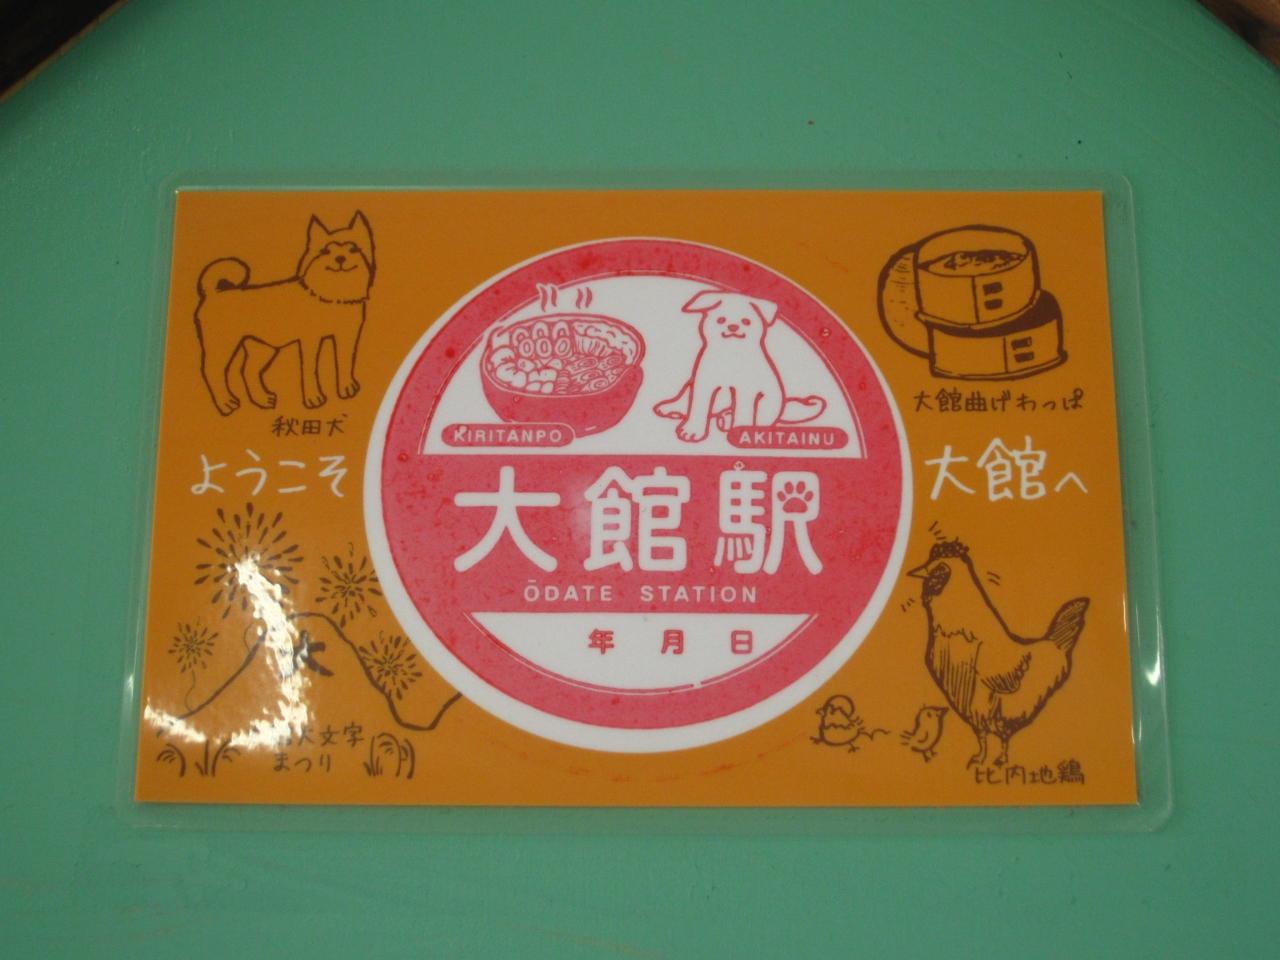 秋田犬
大館曲げわっぱ
KIRITANPO
AKITAINU
ようこそ
大館へ
大館駅
ŌDATE STATION
年 月 日
大
大文字
まつり
比内地鶏